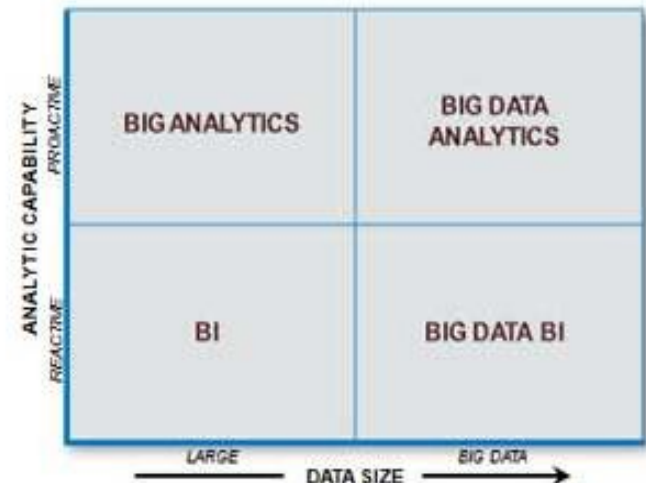 ANALYTIC CAPABILITY
PROACTIVE
REACTIVE
BIG ANALYTICS
BIG DATA
ANALYTICS
BI
BIG DATA BI
LARGE
BIG DATA
DATA SIZE